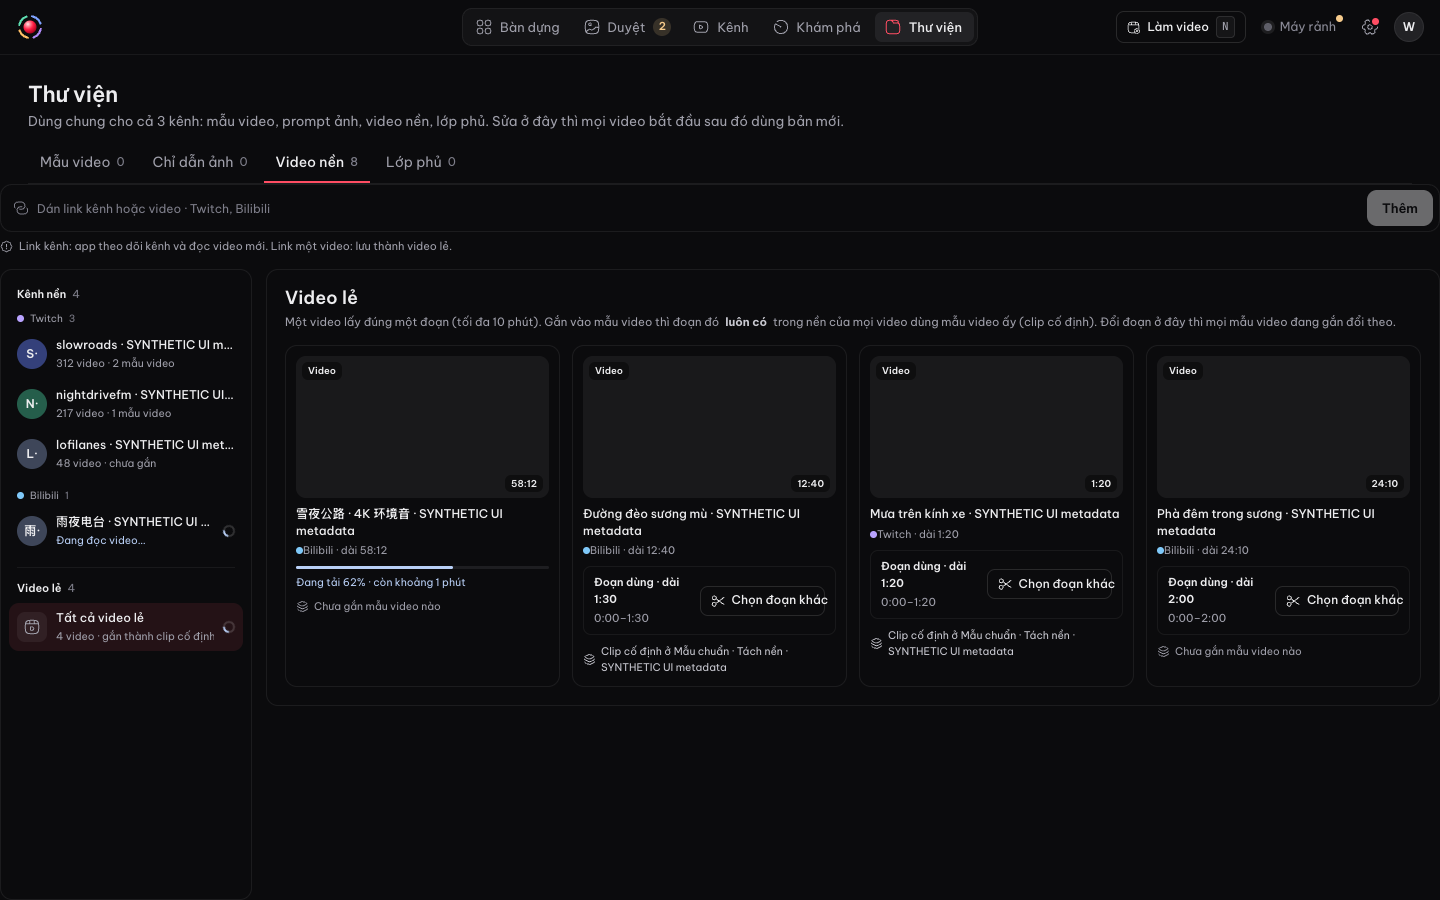 Bàn dựng
Duyệt 2
Kênh
Khám phá
Thư viện
Làm video N
Máy rảnh
W
Thư viện
Dùng chung cho cả 3 kênh: mẫu video, prompt ảnh, video nền, lớp phủ. Sửa ở đây thì mọi video bắt đầu sau đó dùng bản mới.
Mẫu video 0
Chỉ dẫn ảnh 0
Video nền 8
Lớp phủ 0
Dán link kênh hoặc video · Twitch, Bilibili
Thêm
Link kênh: app theo dõi kênh và đọc video mới. Link một video: lưu thành video lẻ.
Kênh nền 4
Twitch 3
S·
slowroads · SYNTHETIC UI m...
312 video · 2 mẫu video
N·
nightdrivefm · SYNTHETIC UI...
217 video · 1 mẫu video
L·
lofilanes · SYNTHETIC UI met...
48 video · chưa gắn
Bilibili 1
雨·
雨夜电台 · SYNTHETIC UI ...
Đang đọc video...
Video lẻ 4
Tất cả video lẻ
4 video · gắn thành clip cố định
Video lẻ
Một video lấy đúng một đoạn (tối đa 10 phút). Gắn vào mẫu video thì đoạn đó luôn có trong nền của mọi video dùng mẫu video ấy (clip cố định). Đổi đoạn ở đây thì mọi mẫu video đang gắn đổi theo.
Video
58:12
雪夜公路 · 4K 环境音 · SYNTHETIC UI
metadata
Bilibili · dài 58:12
Đang tải 62% · còn khoảng 1 phút
Chưa gắn mẫu video nào
Video
12:40
Đường đèo sương mù · SYNTHETIC UI
metadata
Bilibili · dài 12:40
Đoạn dùng · dài
1:30
0:00–1:30
Chọn đoạn khác
Clip cố định ở Mẫu chuẩn · Tách nền ·
SYNTHETIC UI metadata
Video
1:20
Mưa trên kính xe · SYNTHETIC UI metadata
Twitch · dài 1:20
Đoạn dùng · dài
1:20
0:00–1:20
Chọn đoạn khác
Clip cố định ở Mẫu chuẩn · Tách nền ·
SYNTHETIC UI metadata
Video
24:10
Phà đêm trong sương · SYNTHETIC UI
metadata
Bilibili · dài 24:10
Đoạn dùng · dài
2:00
0:00–2:00
Chọn đoạn khác
Chưa gắn mẫu video nào